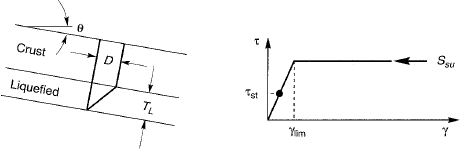 θ
Crust
D
Liquefied
T_L
τ
S_su
τ_st
γ_lim
γ